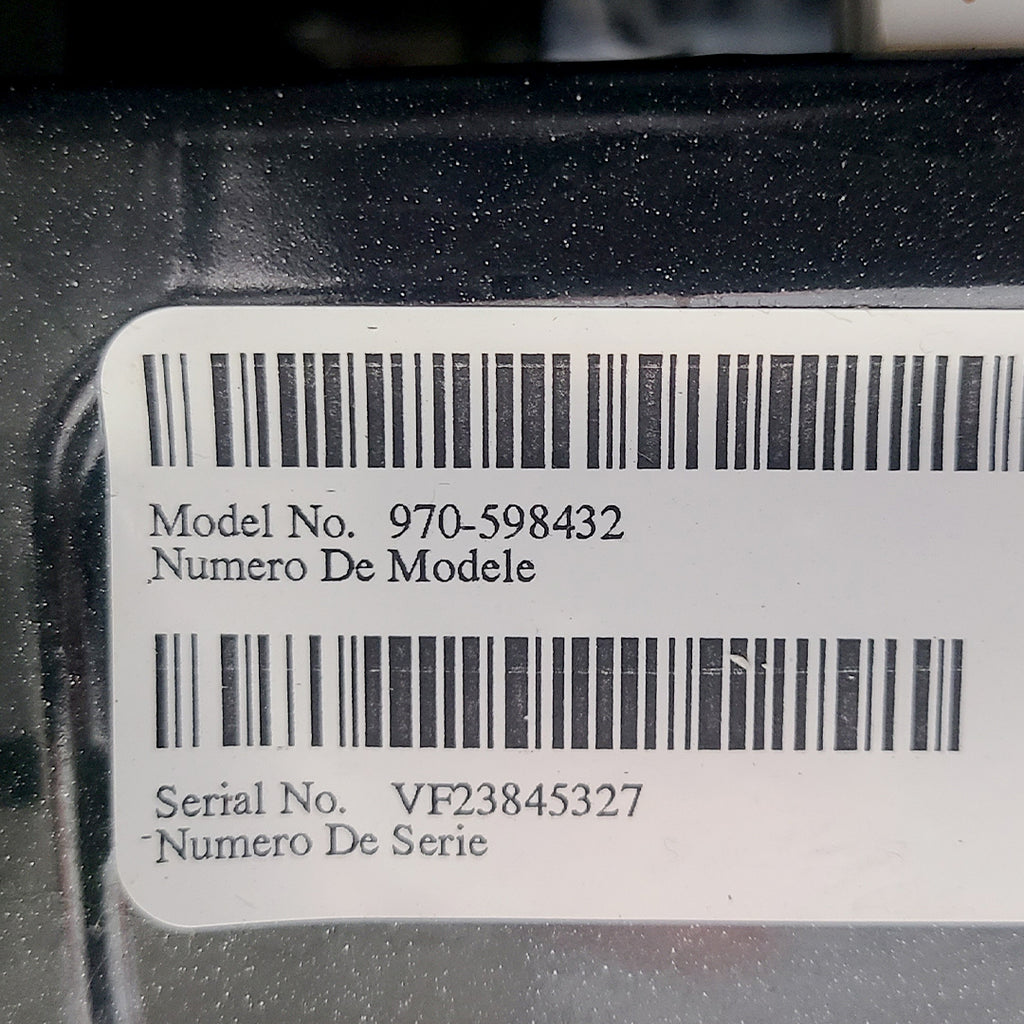 Model No. 970-598432
Numero De Modele
Serial No. VF23845327
Numero De Serie